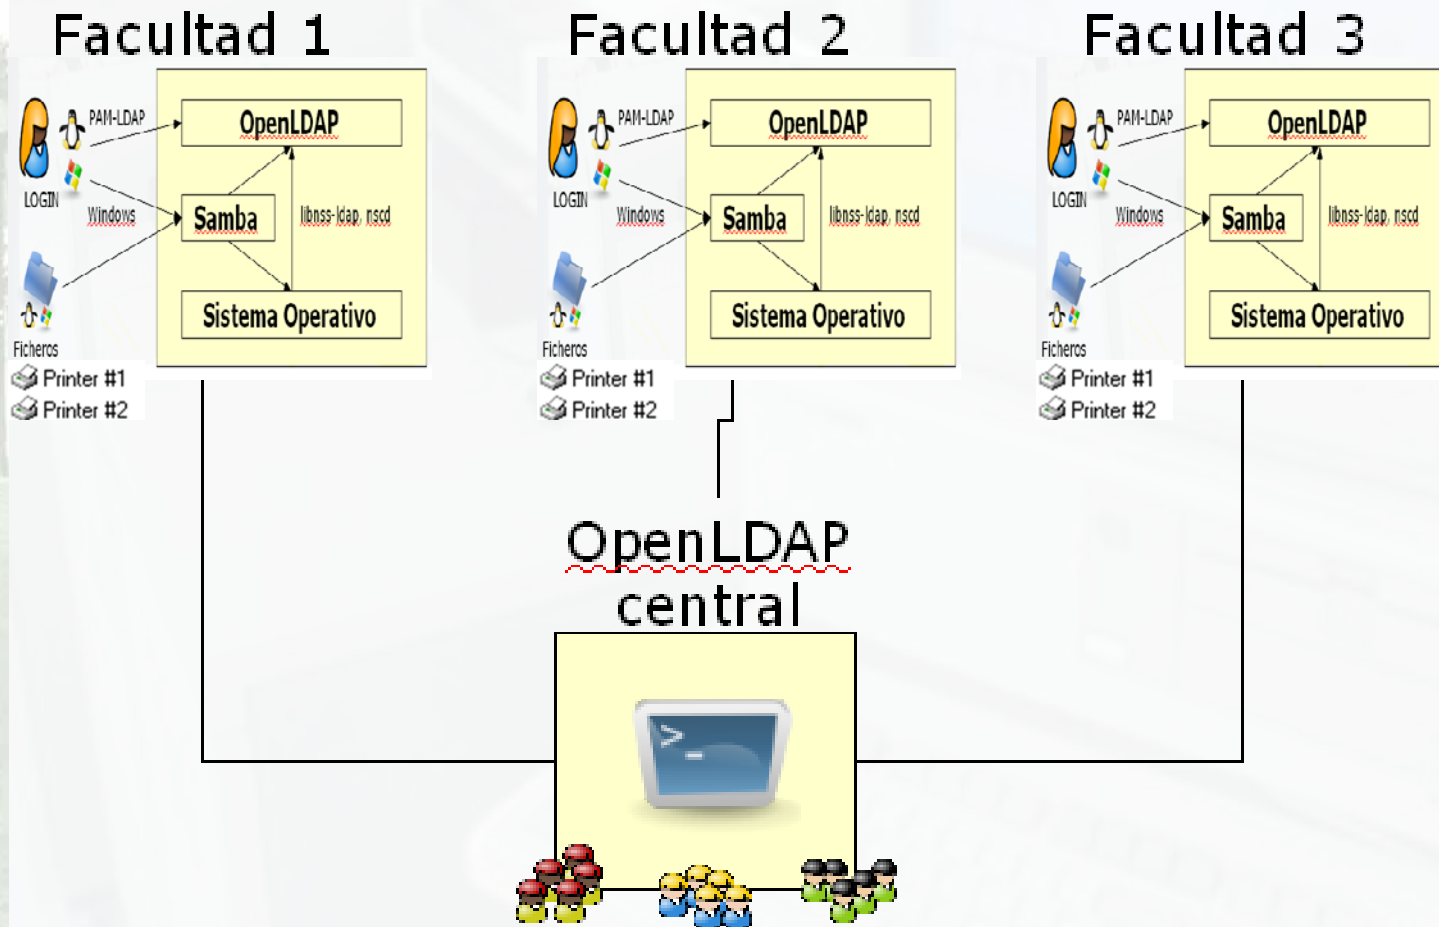 Facultad 1
PAM-LDAP
OpenLDAP
LOGIN
Windows
Samba
libnss-ldap, nscd
Sistema Operativo
Ficheros
Printer #1
Printer #2
Facultad 2
PAM-LDAP
OpenLDAP
LOGIN
Windows
Samba
libnss-ldap, nscd
Sistema Operativo
Ficheros
Printer #1
Printer #2
Facultad 3
PAM-LDAP
OpenLDAP
LOGIN
Windows
Samba
libnss-ldap, nscd
Sistema Operativo
Ficheros
Printer #1
Printer #2
OpenLDAP
central
>_